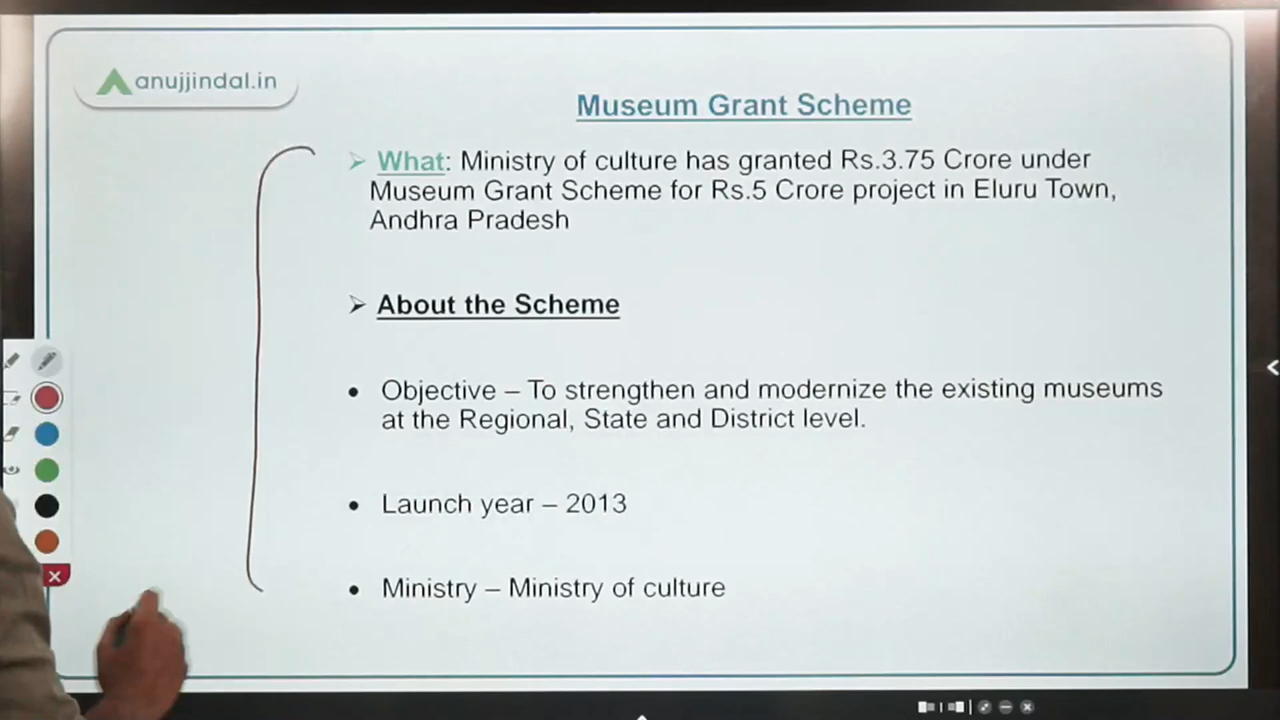 anujjindal.in
Museum Grant Scheme
➢ What: Ministry of culture has granted Rs.3.75 Crore under
Museum Grant Scheme for Rs.5 Crore project in Eluru Town,
Andhra Pradesh
➢ About the Scheme
• Objective – To strengthen and modernize the existing museums
at the Regional, State and District level.
• Launch year – 2013
• Ministry – Ministry of culture